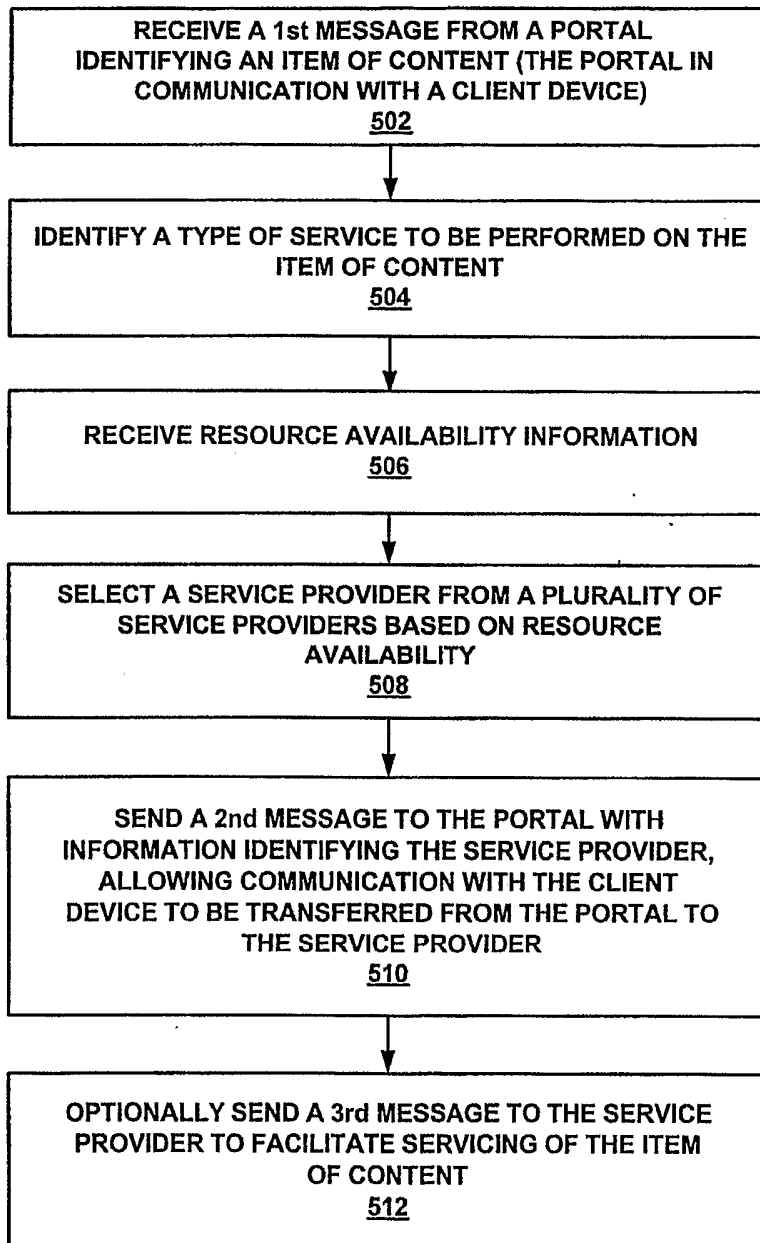 RECEIVE A 1st MESSAGE FROM A PORTAL
IDENTIFYING AN ITEM OF CONTENT (THE PORTAL IN
COMMUNICATION WITH A CLIENT DEVICE)
502
IDENTIFY A TYPE OF SERVICE TO BE PERFORMED ON THE
ITEM OF CONTENT
504
RECEIVE RESOURCE AVAILABILITY INFORMATION
506
SELECT A SERVICE PROVIDER FROM A PLURALITY OF
SERVICE PROVIDERS BASED ON RESOURCE
AVAILABILITY
508
SEND A 2nd MESSAGE TO THE PORTAL WITH
INFORMATION IDENTIFYING THE SERVICE PROVIDER,
ALLOWING COMMUNICATION WITH THE CLIENT
DEVICE TO BE TRANSFERRED FROM THE PORTAL TO
THE SERVICE PROVIDER
510
OPTIONALLY SEND A 3rd MESSAGE TO THE SERVICE
PROVIDER TO FACILITATE SERVICING OF THE ITEM
OF CONTENT
512